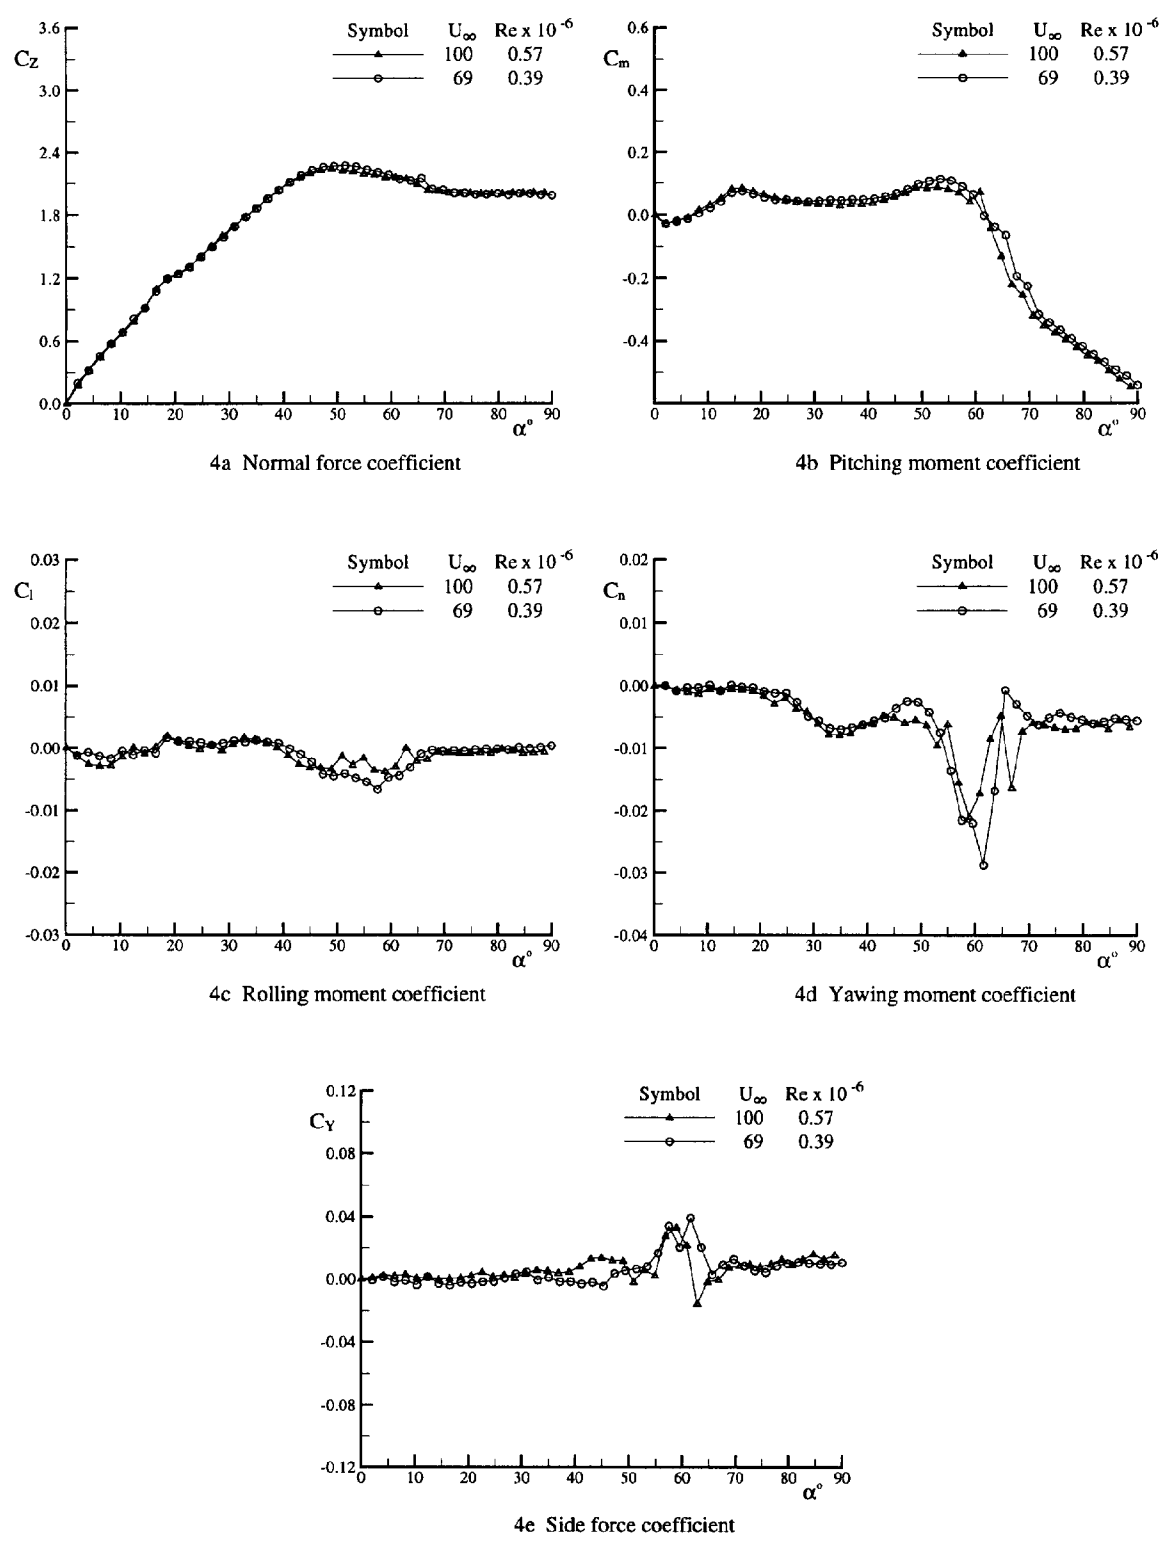 3.6
Symbol U∞ Re x 10⁻⁶
C_Z
100 0.57
69 0.39
3.0
2.4
1.8
1.2
0.6
0.0
0 10 20 30 40 50 60 70 80 90
α°
4a Normal force coefficient
0.6
Symbol U∞ Re x 10⁻⁶
C_m
100 0.57
69 0.39
0.4
0.2
0.0
-0.2
-0.4
0 10 20 30 40 50 60 70 80 90
α°
4b Pitching moment coefficient
0.03
Symbol U∞ Re x 10⁻⁶
C_l
100 0.57
69 0.39
0.02
0.01
0.00
-0.01
-0.02
-0.03
0 10 20 30 40 50 60 70 80 90
α°
4c Rolling moment coefficient
0.02
Symbol U∞ Re x 10⁻⁶
C_n
100 0.57
69 0.39
0.01
0.00
-0.01
-0.02
-0.03
-0.04
0 10 20 30 40 50 60 70 80 90
α°
4d Yawing moment coefficient
0.12
Symbol U∞ Re x 10⁻⁶
C_Y
100 0.57
69 0.39
0.08
0.04
0.00
-0.04
-0.08
-0.12
0 10 20 30 40 50 60 70 80 90
α°
4e Side force coefficient